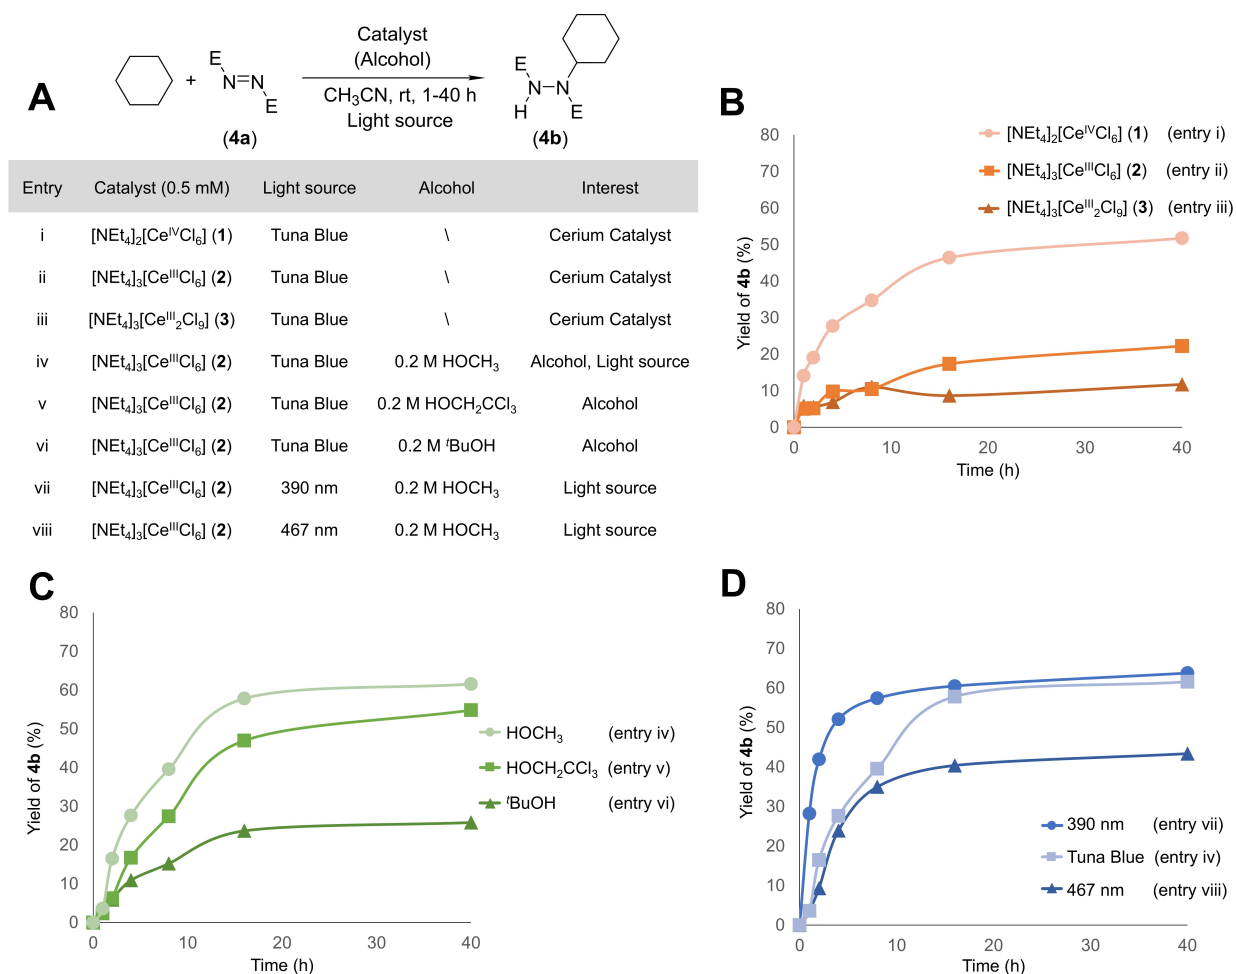 A
E
N=N
E
+
(4a)
Catalyst
(Alcohol)
CH₃CN, rt, 1-40 h
Light source
E
N–N
H
E
(4b)
Entry Catalyst (0.5 mM) Light source Alcohol Interest
i [NEt₄]₂[CeᴵⱽCl₆] (1) Tuna Blue \ Cerium Catalyst
ii [NEt₄]₃[CeᴵᴵᴵCl₆] (2) Tuna Blue \ Cerium Catalyst
iii [NEt₄]₃[Ceᴵᴵᴵ₂Cl₉] (3) Tuna Blue \ Cerium Catalyst
iv [NEt₄]₃[CeᴵᴵᴵCl₆] (2) Tuna Blue 0.2 M HOCH₃ Alcohol, Light source
v [NEt₄]₃[CeᴵᴵᴵCl₆] (2) Tuna Blue 0.2 M HOCH₂CCl₃ Alcohol
vi [NEt₄]₃[CeᴵᴵᴵCl₆] (2) Tuna Blue 0.2 M ᵗBuOH Alcohol
vii [NEt₄]₃[CeᴵᴵᴵCl₆] (2) 390 nm 0.2 M HOCH₃ Light source
viii [NEt₄]₃[CeᴵᴵᴵCl₆] (2) 467 nm 0.2 M HOCH₃ Light source
B
80
70
60
50
40
30
20
10
0
Yield of 4b (%)
0 10 20 30 40
Time (h)
[NEt₄]₂[CeᴵⱽCl₆] (1) (entry i)
[NEt₄]₃[CeᴵᴵᴵCl₆] (2) (entry ii)
[NEt₄]₃[Ceᴵᴵᴵ₂Cl₉] (3) (entry iii)
C
80
70
60
50
40
30
20
10
0
Yield of 4b (%)
0 10 20 30 40
Time (h)
HOCH₃ (entry iv)
HOCH₂CCl₃ (entry v)
ᵗBuOH (entry vi)
D
80
70
60
50
40
30
20
10
0
Yield of 4b (%)
0 10 20 30 40
Time (h)
390 nm (entry vii)
Tuna Blue (entry iv)
467 nm (entry viii)